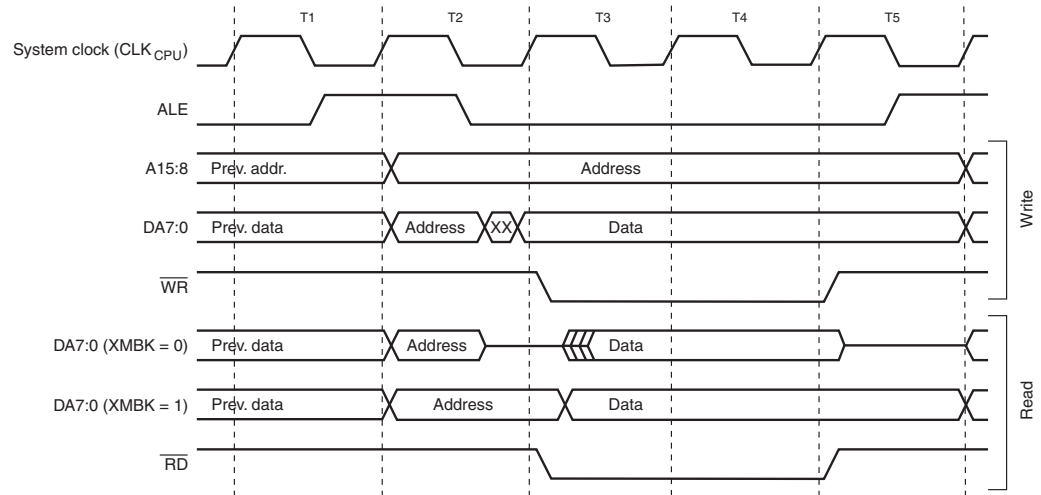 T1 T2 T3 T4 T5
System clock (CLK CPU)
ALE
A15:8 Prev. addr. Address
DA7:0 Prev. data Address XX Data
WR
Write
DA7:0 (XMBK = 0) Prev. data Address Data
DA7:0 (XMBK = 1) Prev. data Address Data
RD
Read